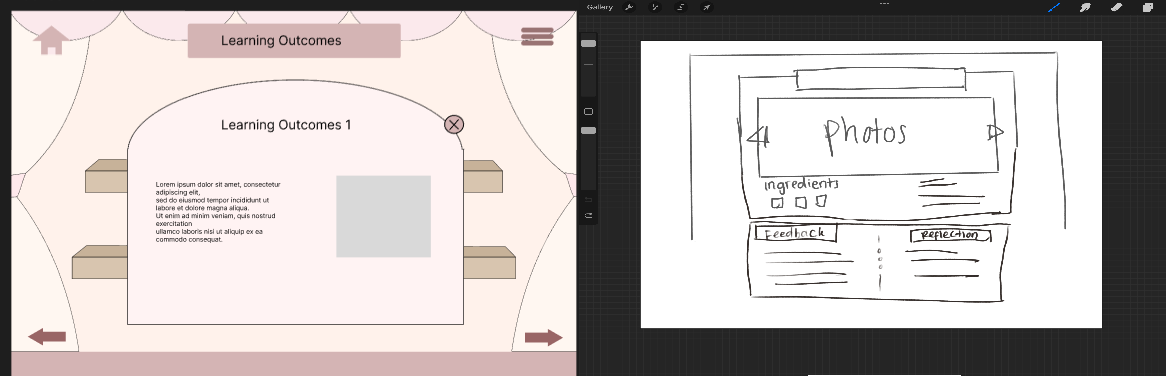 Learning Outcomes
Learning Outcomes 1
Lorem ipsum dolor sit amet, consectetur
adipiscing elit,
sed do eiusmod tempor incididunt ut
labore et dolore magna aliqua.
Ut enim ad minim veniam, quis nostrud
exercitation
ullamco laboris nisi ut aliquip ex ea
commodo consequat.
Gallery
photos
ingredients
Feedback
Reflection